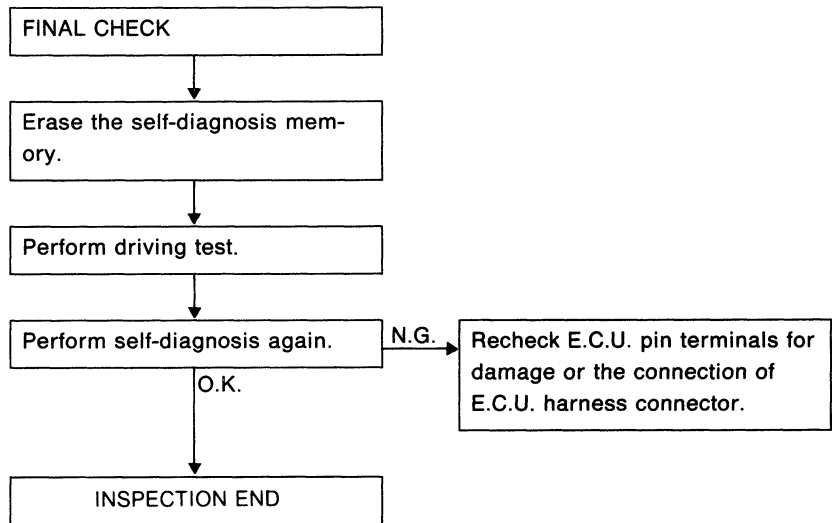 FINAL CHECK
Erase the self-diagnosis mem-
ory.
Perform driving test.
Perform self-diagnosis again.
N.G.
Recheck E.C.U. pin terminals for
damage or the connection of
E.C.U. harness connector.
O.K.
INSPECTION END